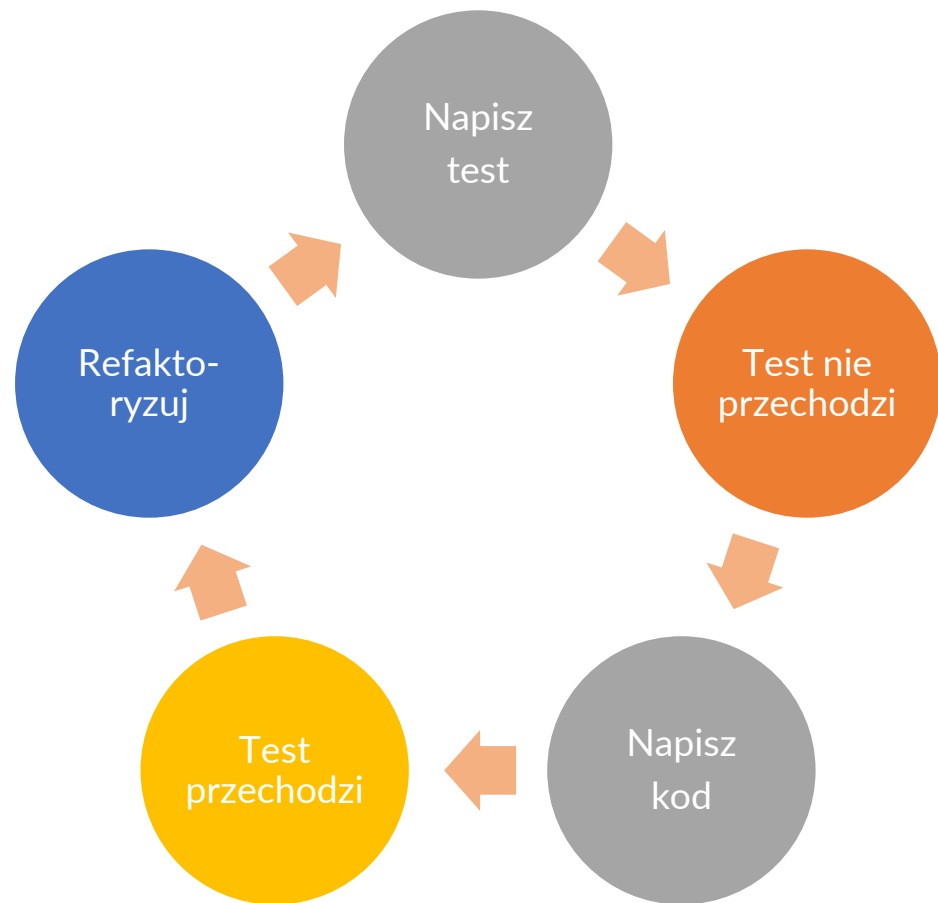 Napisz
test
Test nie
przechodzi
Napisz
kod
Test
przechodzi
Refakto-
ryzuj